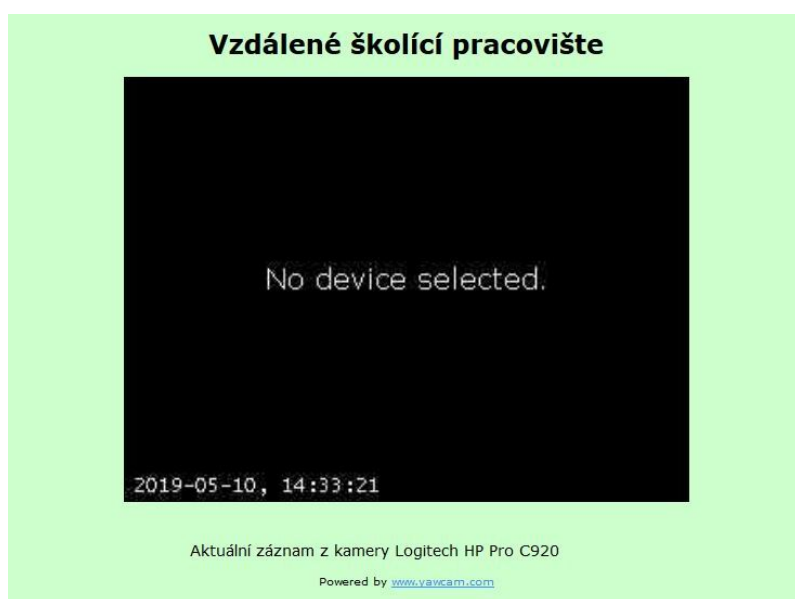 Vzdálené školící pracovište
No device selected.
2019-05-10, 14:33:21
Aktuální záznam z kamery Logitech HP Pro C920
Powered by www.yawcam.com